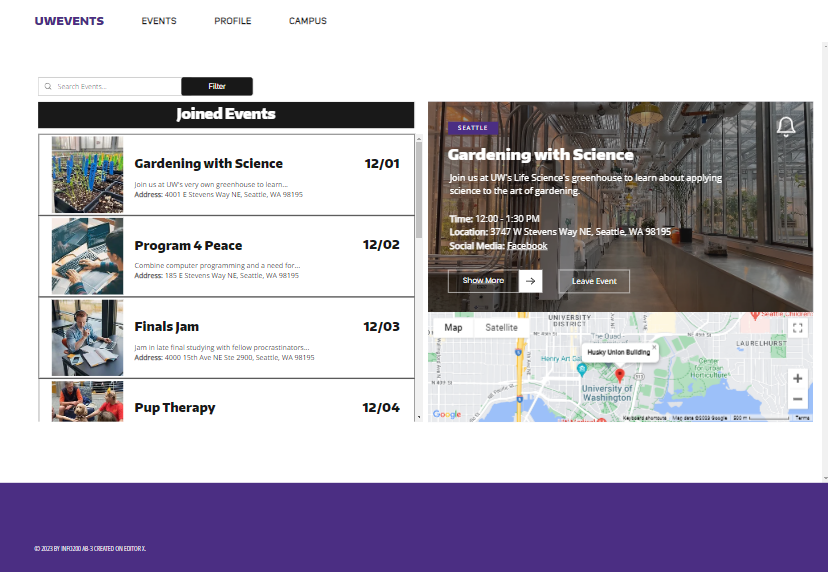 UWEVENTS
EVENTS
PROFILE
CAMPUS
Search Events...
Filter
Joined Events
Gardening with Science
12/01
Join us at UW's very own greenhouse to learn...
Address: 4001 E Stevens Way NE, Seattle, WA 98195
Program 4 Peace
12/02
Combine computer programming and a need for...
Address: 185 E Stevens Way NE, Seattle, WA 98195
Finals Jam
12/03
Jam in late final studying with fellow procrastinators...
Address: 4000 15th Ave NE Ste 2900, Seattle, WA 98195
Pup Therapy
12/04
SEATTLE
Gardening with Science
Join us at UW's Life Science's greenhouse to learn about applying
science to the art of gardening.
Time: 12:00 - 1:30 PM
Location: 3747 W Stevens Way NE, Seattle, WA 98195
Social Media: Facebook
Show More
Leave Event
Map
Satellite
UNIVERSITY
DISTRICT
Seattle Children
NE 45th St
The Quad
LAURELHURST
Henry Art Gal
Husky Union Building
Center
for Urban
Horticulture
N 40th St
University of
Washington
Google
Keyboard shortcuts
Map data ©2023 Google
500 m
Terms
© 2023 BY INFO200 AB-3 CREATED ON EDITOR X.